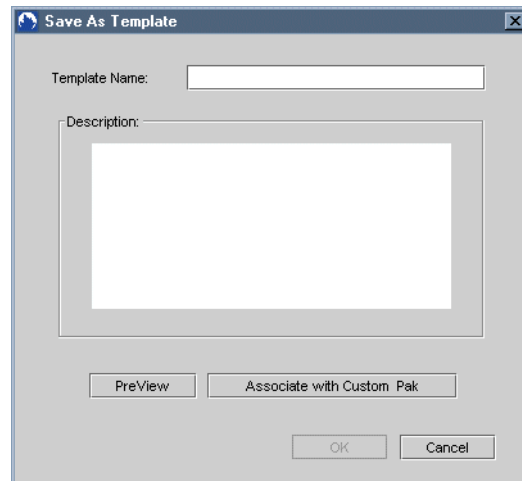 Save As Template
Template Name:
Description:
PreView
Associate with Custom Pak
OK
Cancel